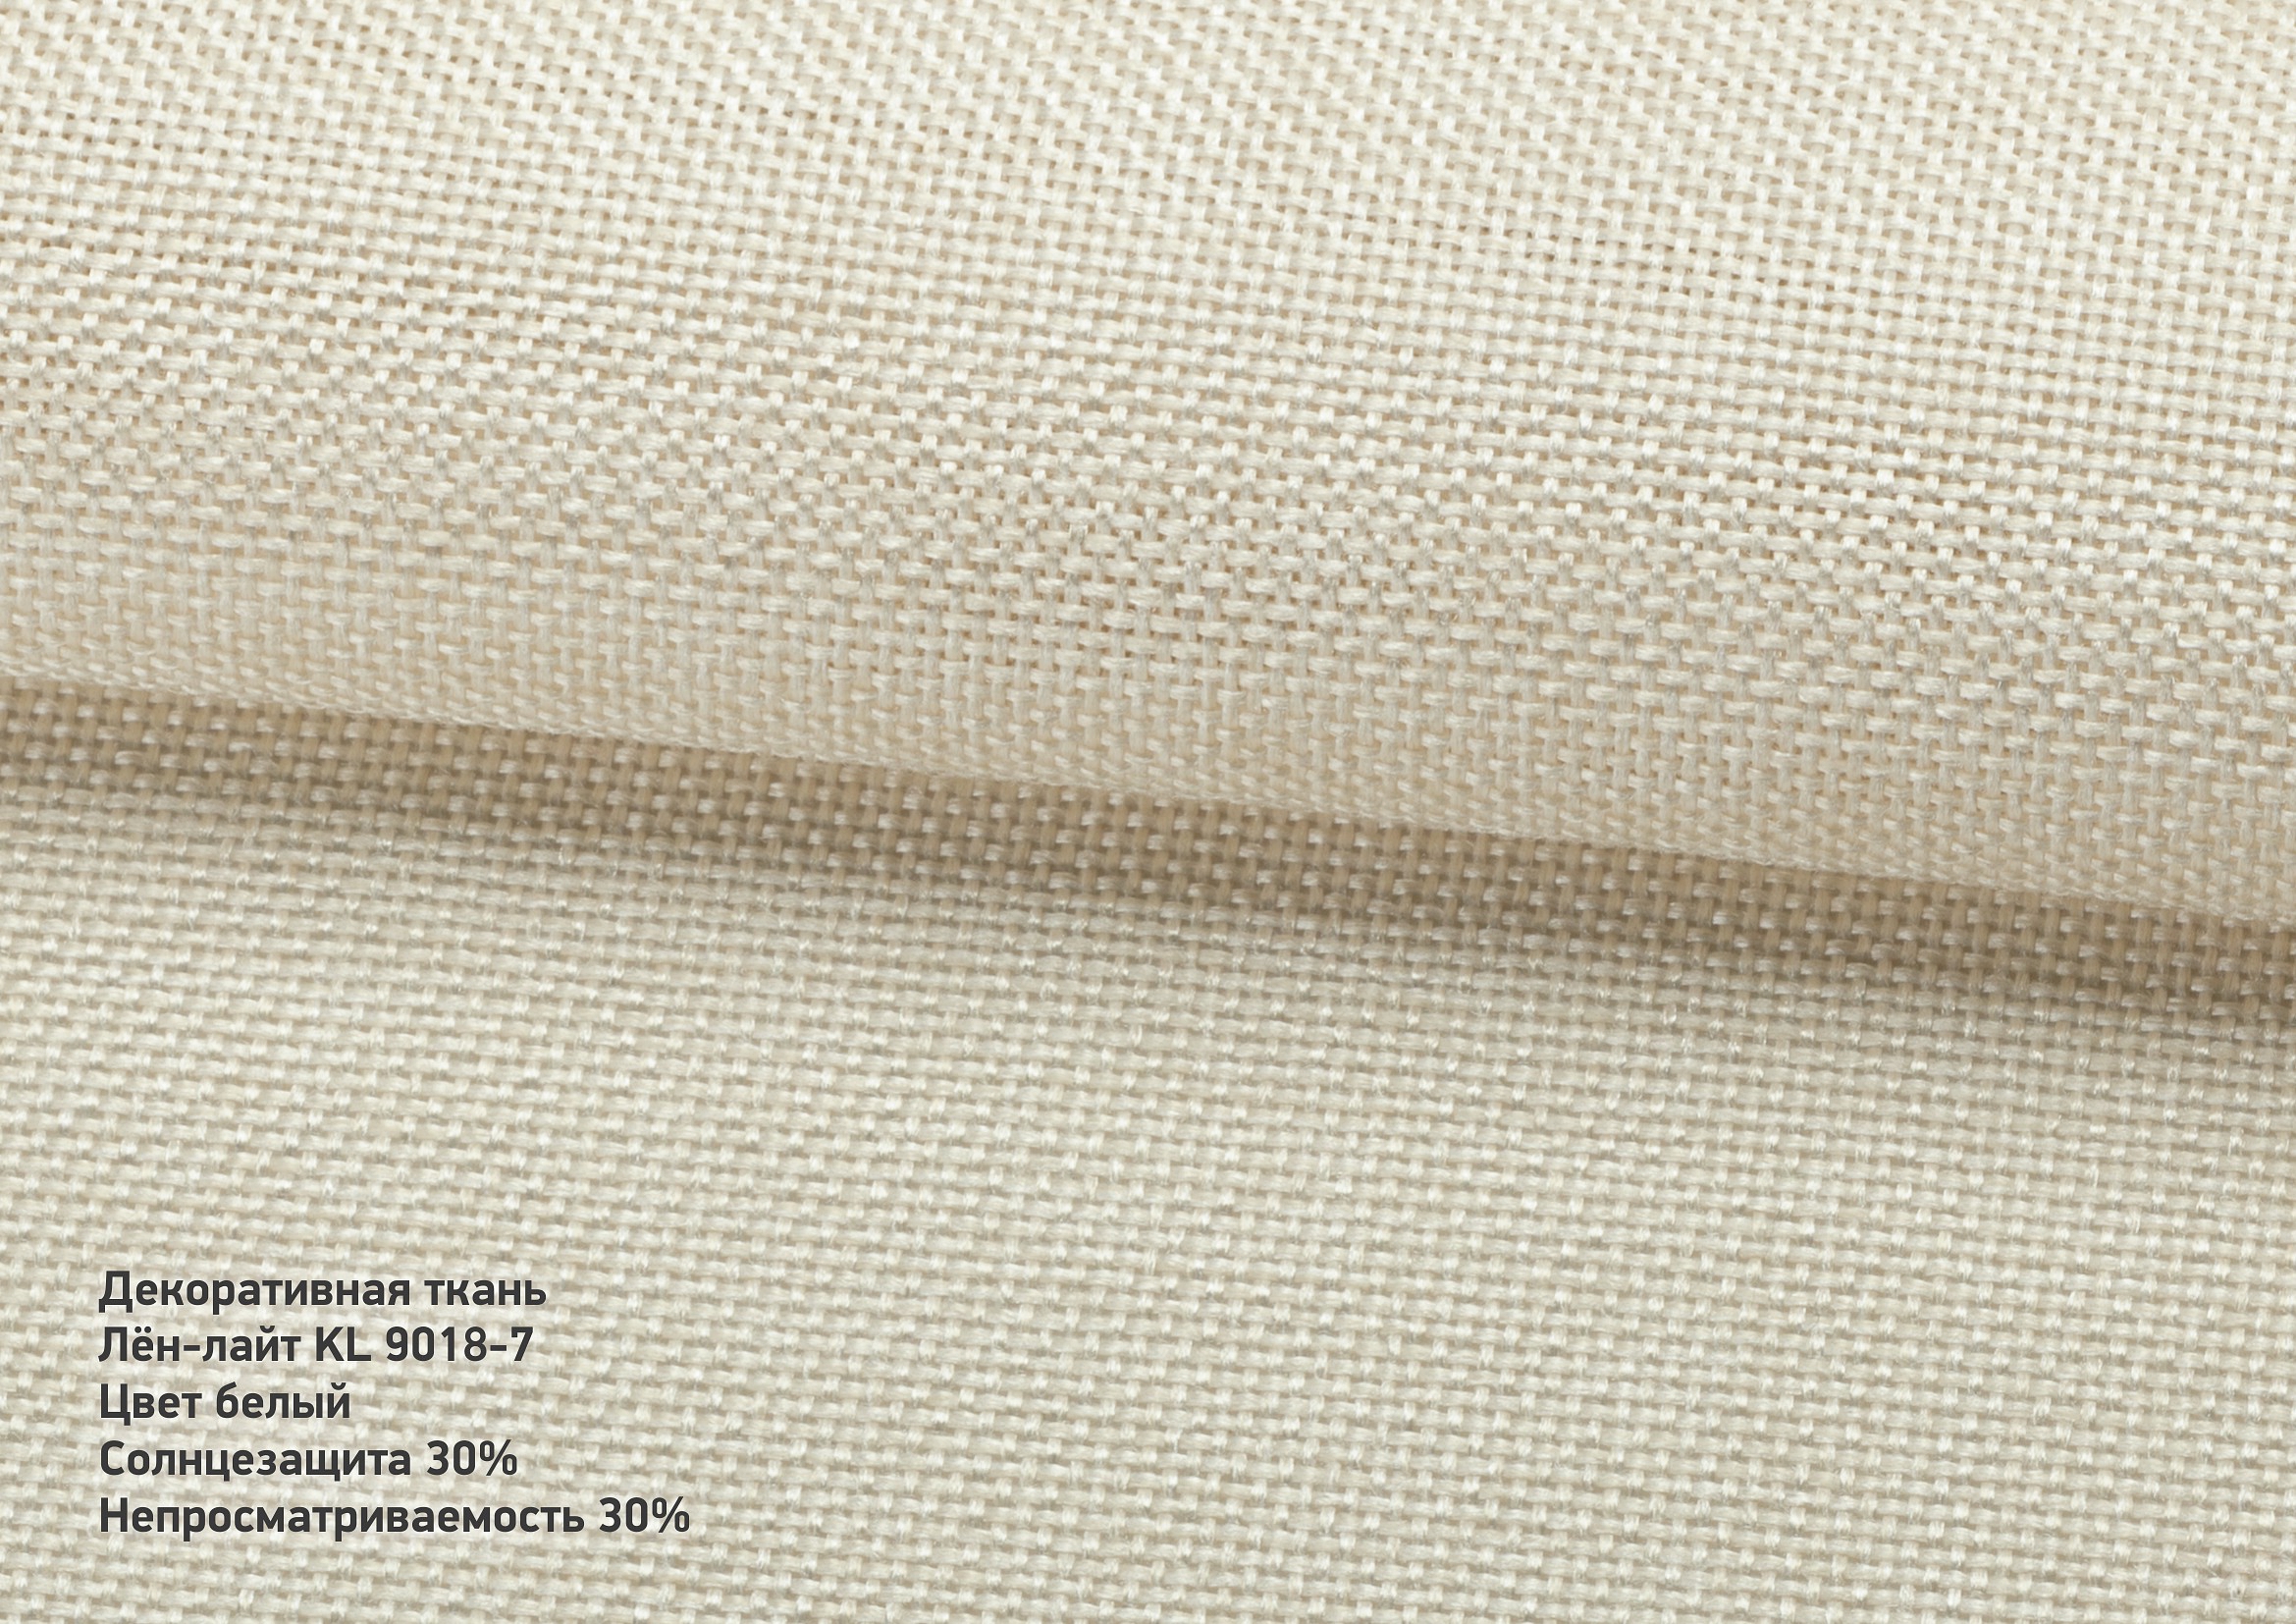 Декоративная ткань
Лён-лайт KL 9018-7
Цвет белый
Солнцезащита 30%
Непросматриваемость 30%